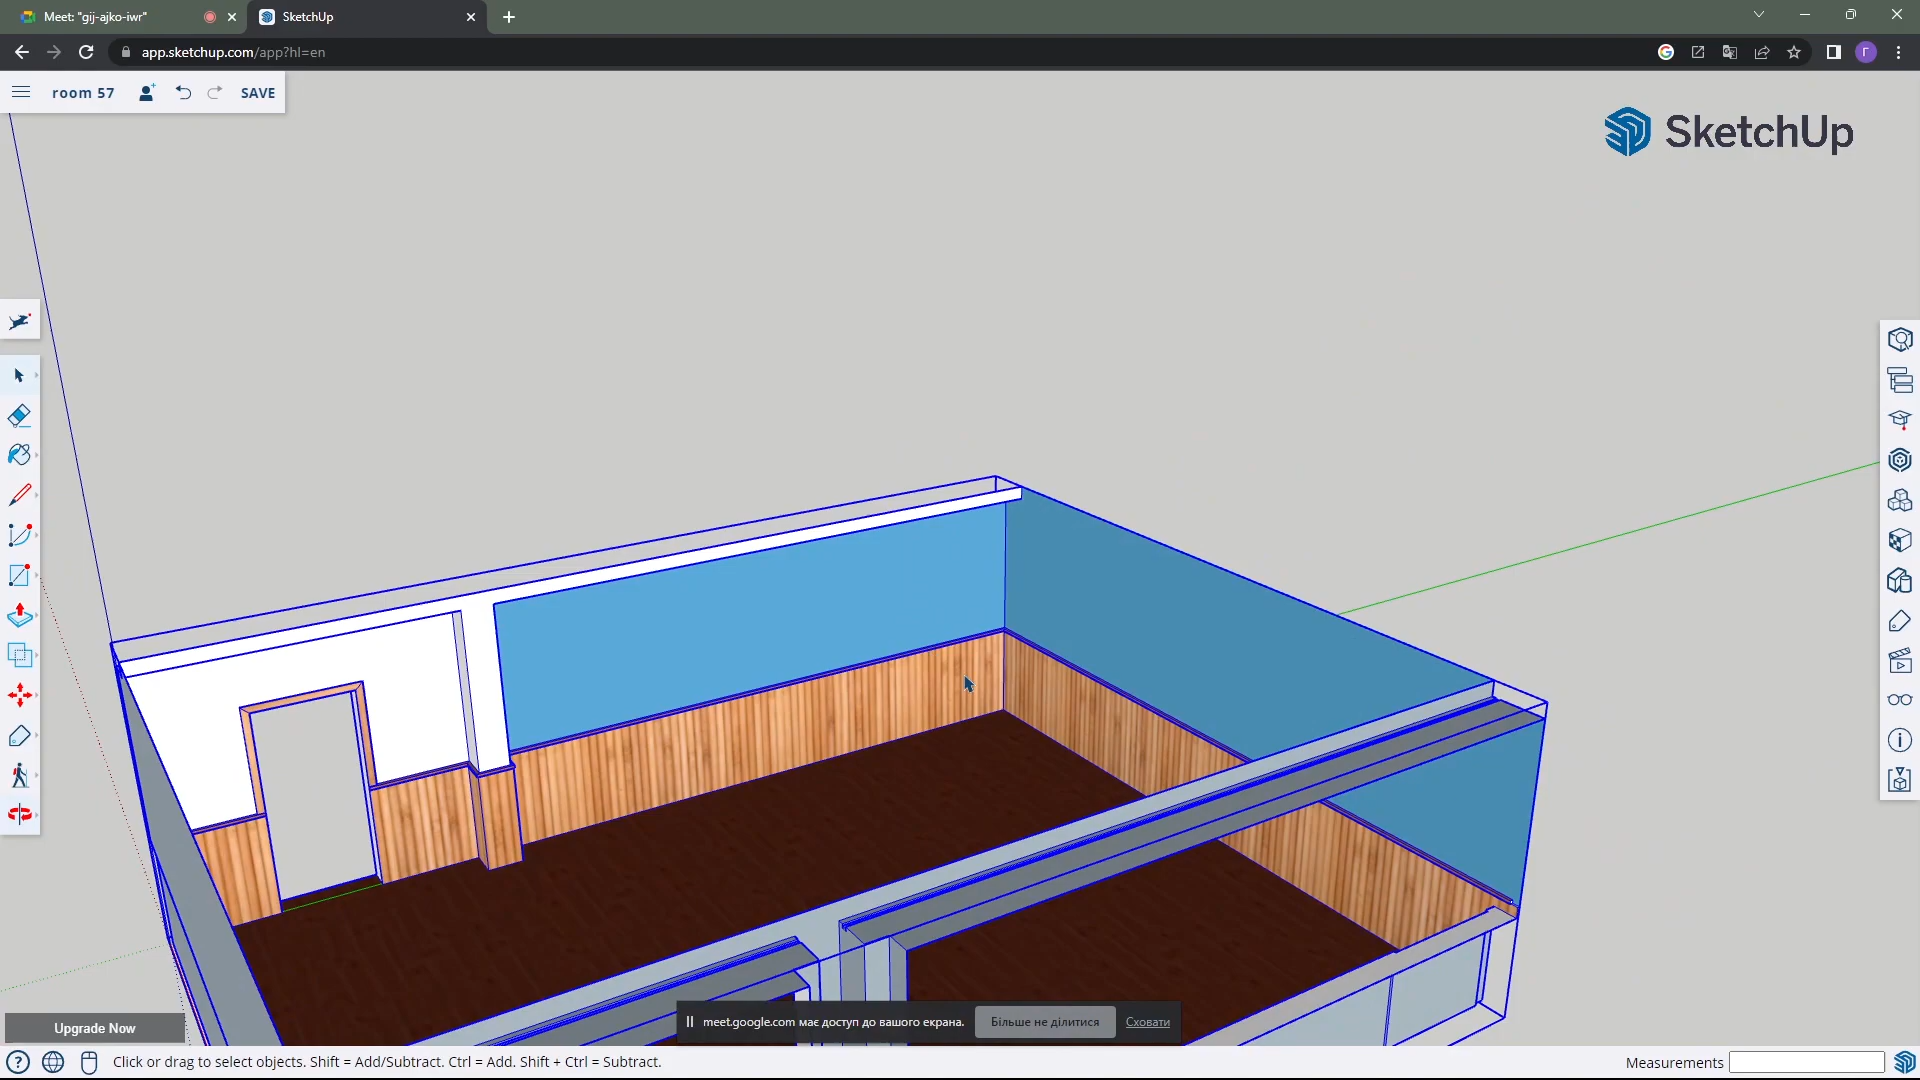 Meet: "gij-ajko-iwr"
SketchUp
app.sketchup.com/app?hl=en
Г
room 57
SAVE
SketchUp
Upgrade Now
meet.google.com має доступ до вашого екрана.
Більше не ділитися
Сховати
Click or drag to select objects. Shift = Add/Subtract. Ctrl = Add. Shift + Ctrl = Subtract.
Measurements